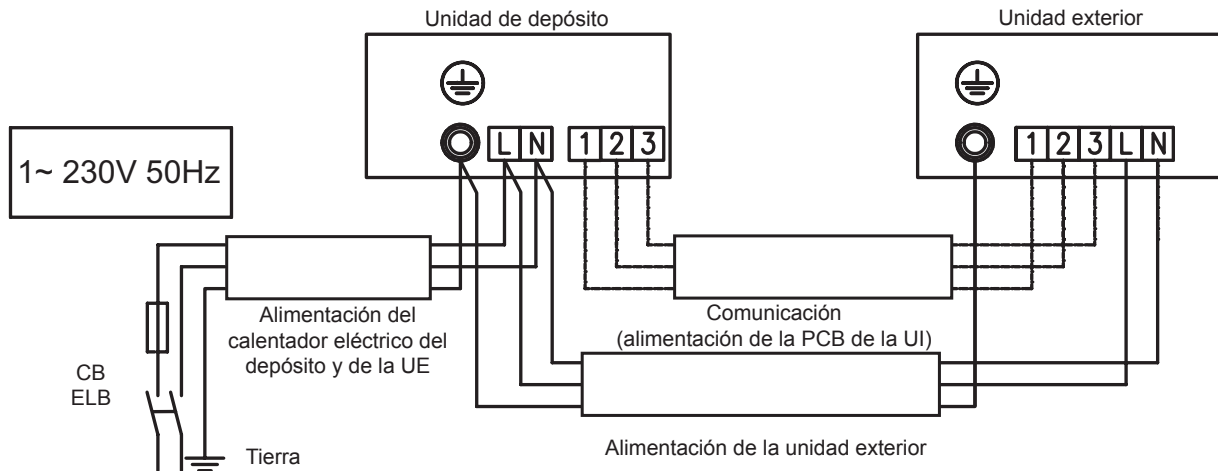 Unidad de depósito
Unidad exterior
L N 1 2 3
1 2 3 L N
1~ 230V 50Hz
Alimentación del
calentador eléctrico del
depósito y de la UE
Comunicación
(alimentación de la PCB de la UI)
CB
ELB
Tierra
Alimentación de la unidad exterior